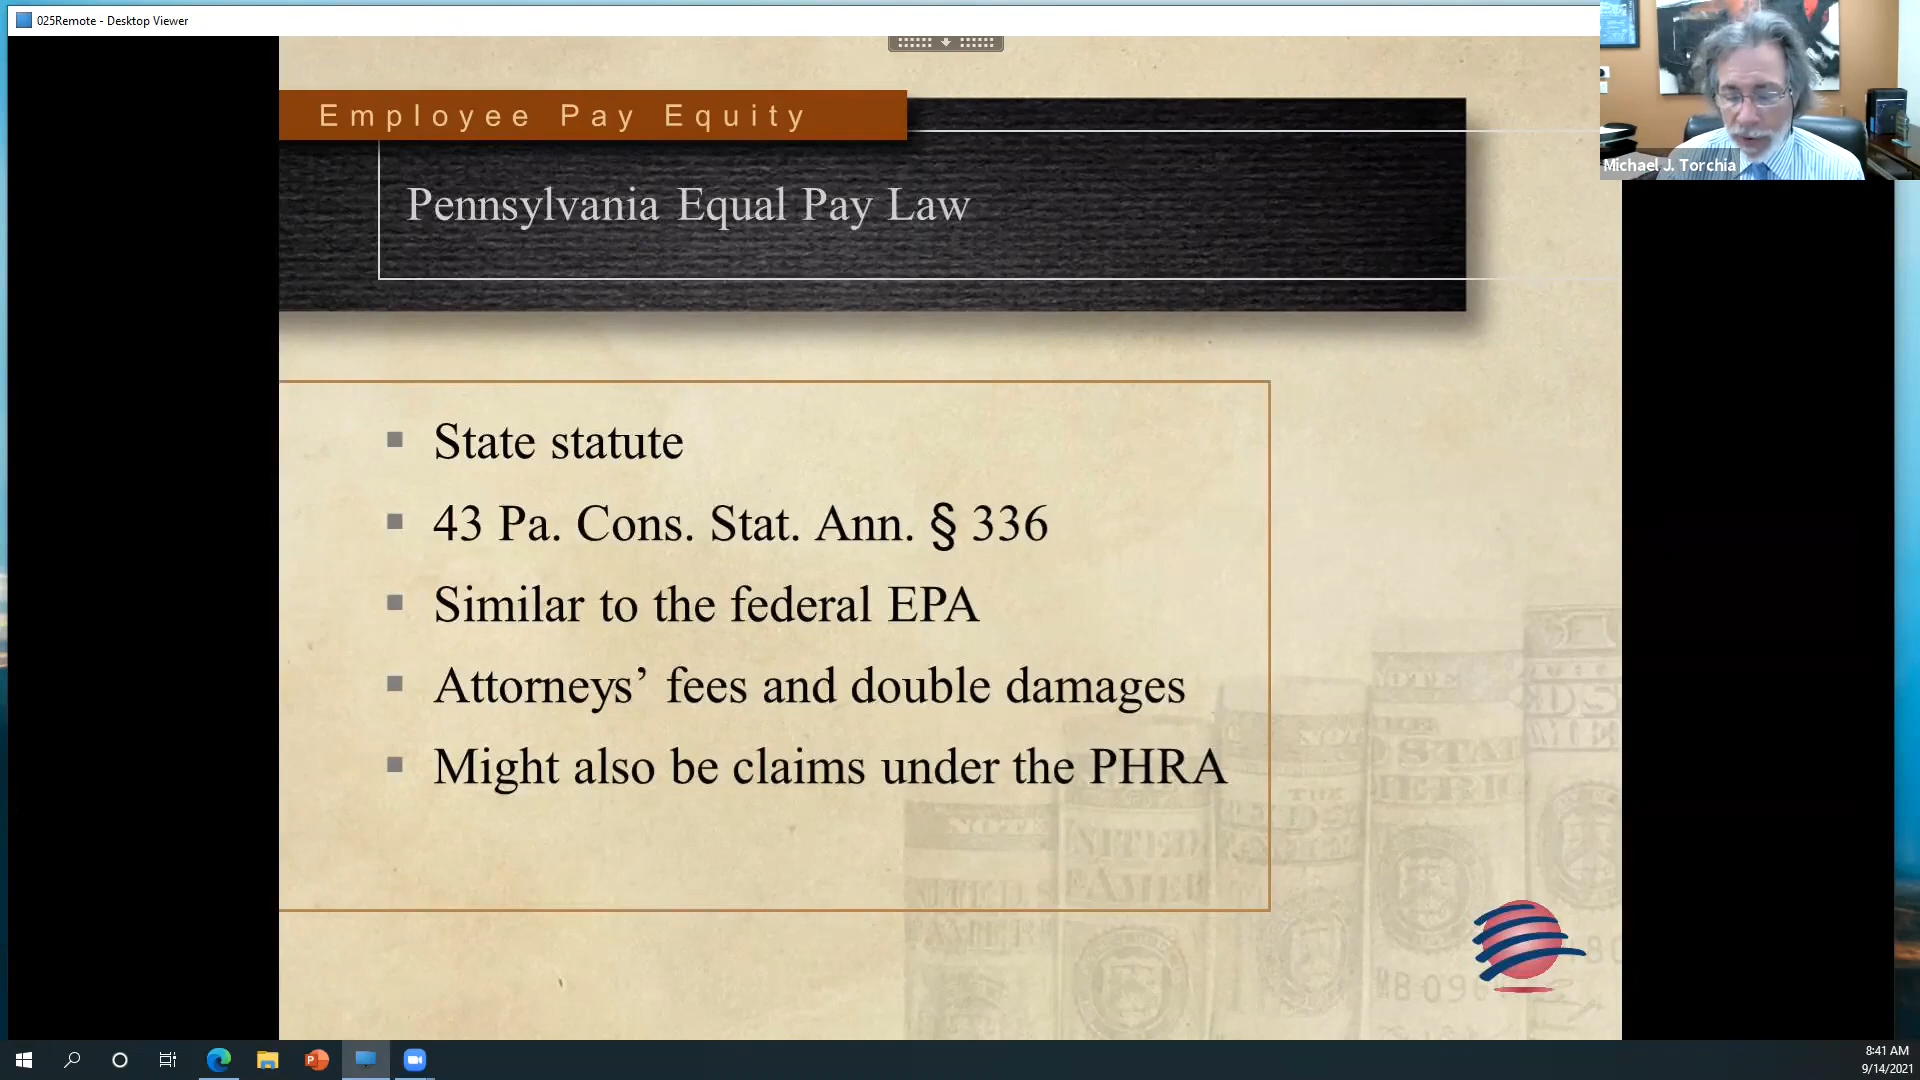 025Remote - Desktop Viewer
Employee Pay Equity
Michael J. Torchia
Pennsylvania Equal Pay Law
▪ State statute
▪ 43 Pa. Cons. Stat. Ann. § 336
▪ Similar to the federal EPA
▪ Attorneys’ fees and double damages
▪ Might also be claims under the PHRA
8:41 AM
9/14/2021